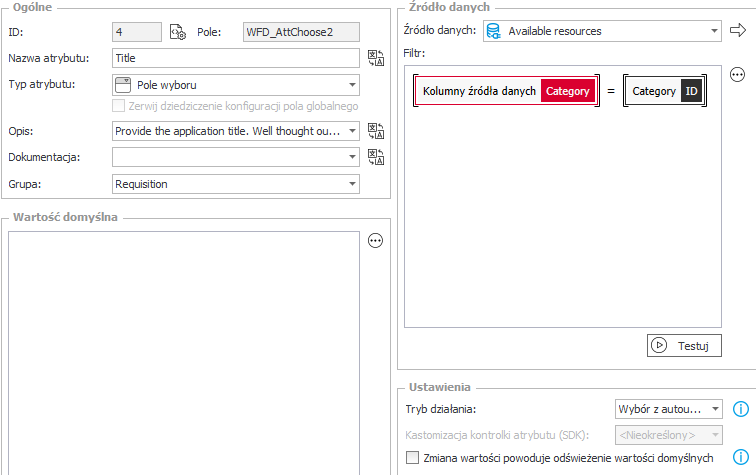 Ogólne
ID: 4 Pole: WFD_AttChoose2
Nazwa atrybutu: Title
Typ atrybutu: Pole wyboru
Zerwij dziedziczenie konfiguracji pola globalnego
Opis: Provide the application title. Well thought ou...
Dokumentacja:
Grupa: Requisition
Wartość domyślna
Źródło danych
Źródło danych: Available resources
Filtr:
Kolumny źródła danych Category = Category ID
Testuj
Ustawienia
Tryb działania: Wybór z autou...
Kastomizacja kontrolki atrybutu (SDK): <Nieokreślony>
Zmiana wartości powoduje odświeżenie wartości domyślnych